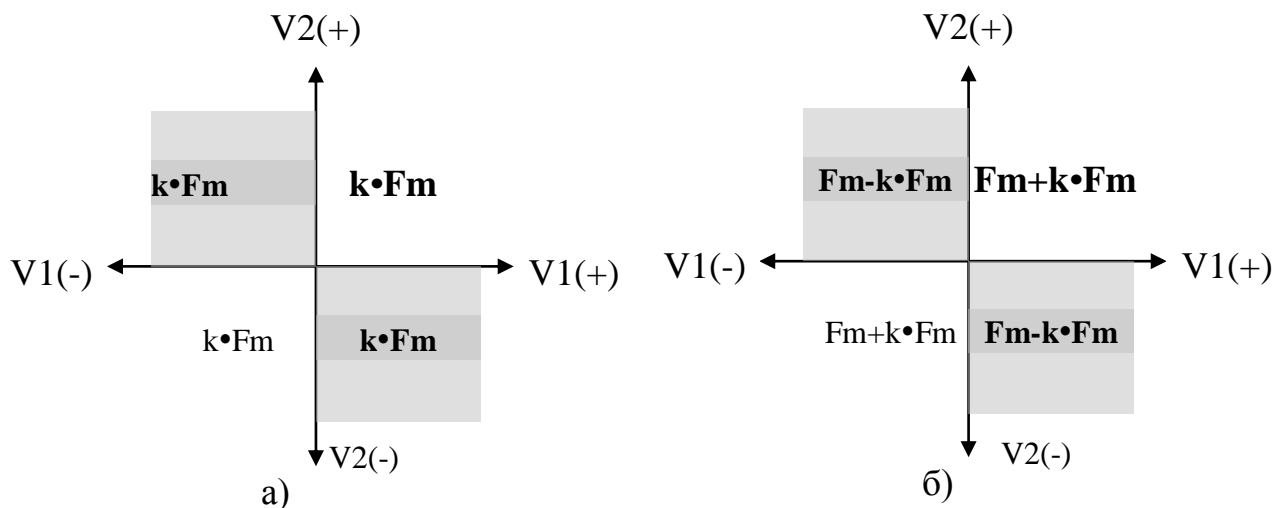 V2(+)
k•Fm
k•Fm
V1(-)
V1(+)
k•Fm
k•Fm
V2(-)
а)
V2(+)
Fm-k•Fm
Fm+k•Fm
V1(-)
V1(+)
Fm+k•Fm
Fm-k•Fm
V2(-)
б)